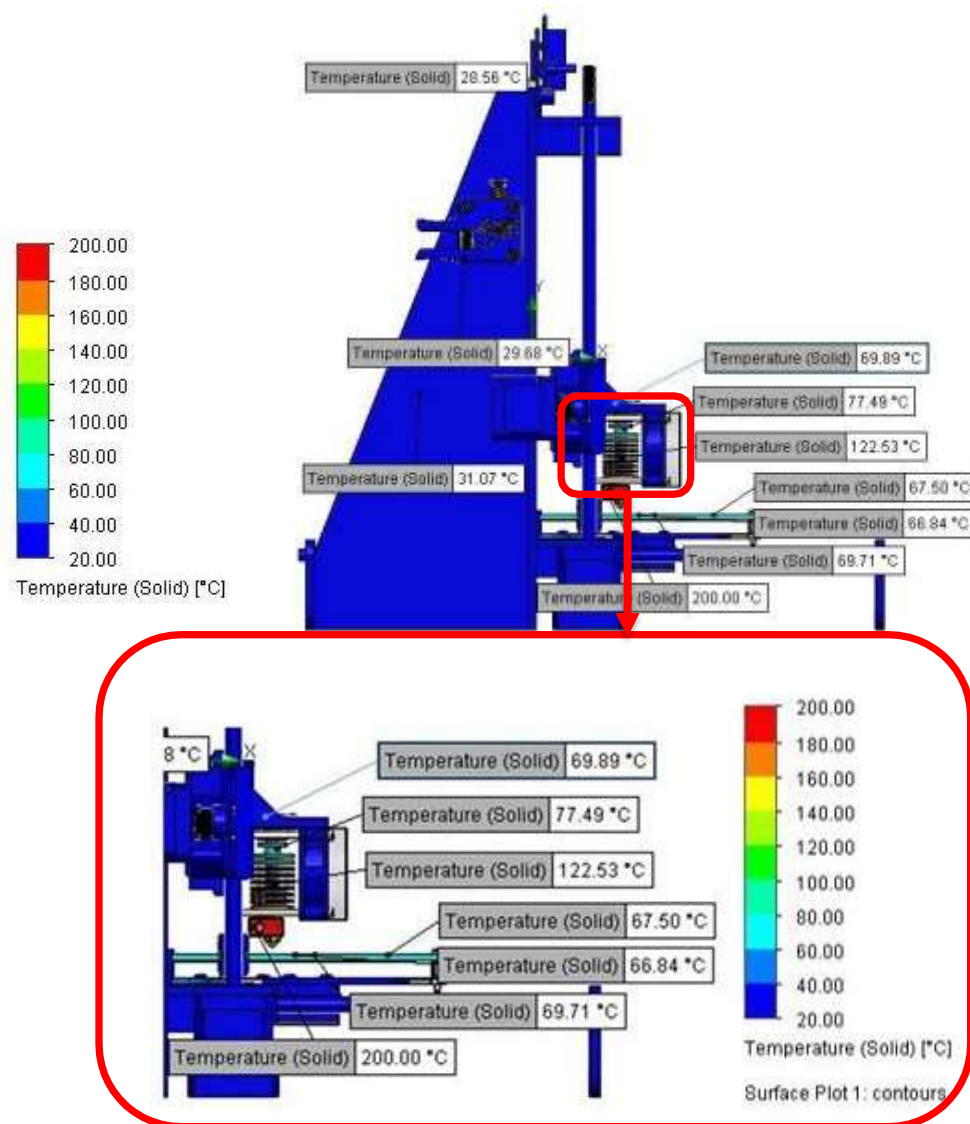 Temperature (Solid) 28.56 °C
200.00
180.00
160.00
140.00
120.00
100.00
80.00
60.00
40.00
20.00
Temperature (Solid) [°C]
Y
Temperature (Solid) 29.68 °C
X
Temperature (Solid) 69.89 °C
Temperature (Solid) 77.49 °C
Temperature (Solid) 122.53 °C
Temperature (Solid) 31.07 °C
Temperature (Solid) 67.50 °C
Temperature (Solid) 66.84 °C
Temperature (Solid) 69.71 °C
Temperature (Solid) 200.00 °C
8 °C
X
Temperature (Solid) 69.89 °C
Temperature (Solid) 77.49 °C
Temperature (Solid) 122.53 °C
Temperature (Solid) 67.50 °C
Temperature (Solid) 66.84 °C
Temperature (Solid) 69.71 °C
Temperature (Solid) 200.00 °C
200.00
180.00
160.00
140.00
120.00
100.00
80.00
60.00
40.00
20.00
Temperature (Solid) [°C]
Surface Plot 1: contours